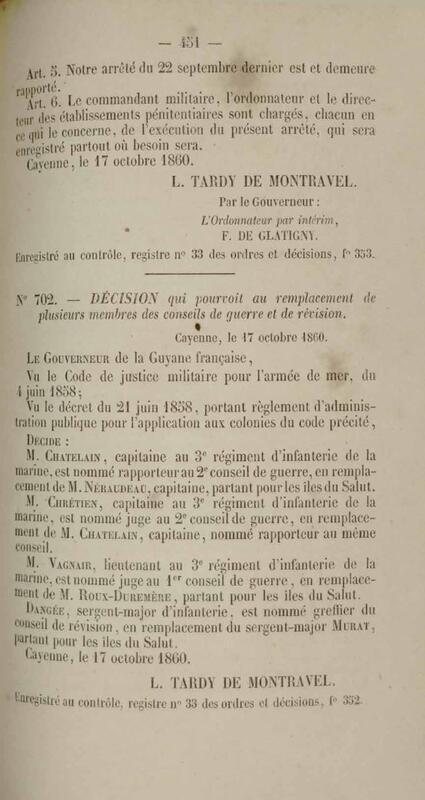 — 451 —
Art. 5. Notre arrêté du 22 septembre dernier est et demeure
rapporté.
Art. 6. Le commandant militaire, l'ordonnateur et le direc-
teur des établissements pénitentiaires sont chargés, chacun en
ce qui le concerne, de l'exécution du présent arrêté, qui sera
enregistré partout où besoin sera.
Cayenne, le 17 octobre 1860.
L. TARDY DE MONTRAVEL.
Par le Gouverneur :
L'Ordonnateur par intérim,
F. DE GLATIGNY.
Enregistré au contrôle, registre n° 33 des ordres et décisions, f° 353.
N° 702. — DÉCISION qui pourvoit au remplacement de
plusieurs membres des conseils de guerre et de révision.
Cayenne, le 17 octobre 1860.
LE GOUVERNEUR de la Guyane française,
Vu le Code de justice militaire pour l'armée de mer, du
4 juin 1858;
Vu le décret du 21 juin 1858, portant règlement d'adminis-
tration publique pour l'application aux colonies du code précité,
DÉCIDE :
M. CHATELAIN, capitaine au 3e régiment d'infanterie de la
marine, est nommé rapporteur au 2e conseil de guerre, en rempla-
cement de M. NÉRAUDEAU, capitaine, partant pour les îles du Salut.
M. CHRÉTIEN, capitaine au 3e régiment d'infanterie de la
marine, est nommé juge au 2e conseil de guerre, en remplace-
ment de M. CHATELAIN, capitaine, nommé rapporteur au même
conseil.
M. VAGNAIR, lieutenant au 3e régiment d'infanterie de la
marine, est nommé juge au 1er conseil de guerre, en remplace-
ment de M. ROUX-DUREMÈRE, partant pour les îles du Salut.
DANGÉE, sergent-major d'infanterie, est nommé greffier du
conseil de révision, en remplacement du sergent-major MURAT,
partant pour les îles du Salut.
Cayenne, le 17 octobre 1860.
L. TARDY DE MONTRAVEL.
Enregistré au contrôle, registre n° 33 des ordres et décisions, f° 352.